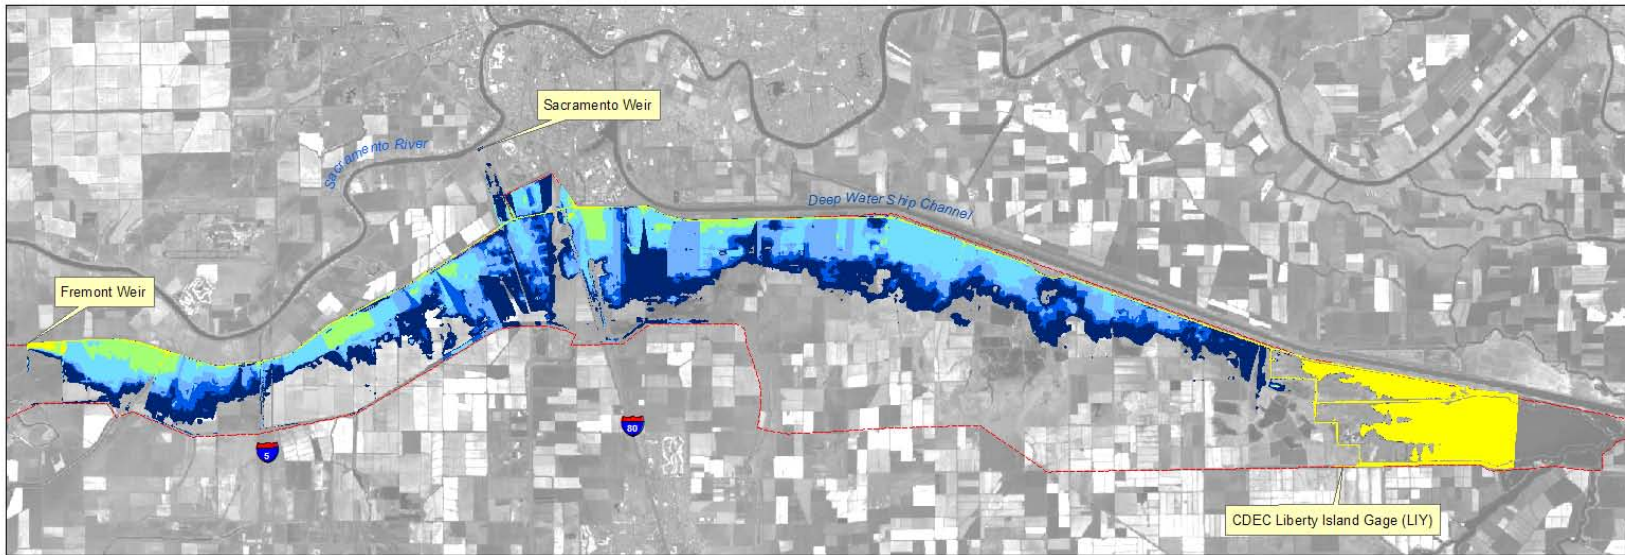 Sacramento Weir
Sacramento River
Deep Water Ship Channel
Fremont Weir
5
80
CDEC Liberty Island Gage (LIY)